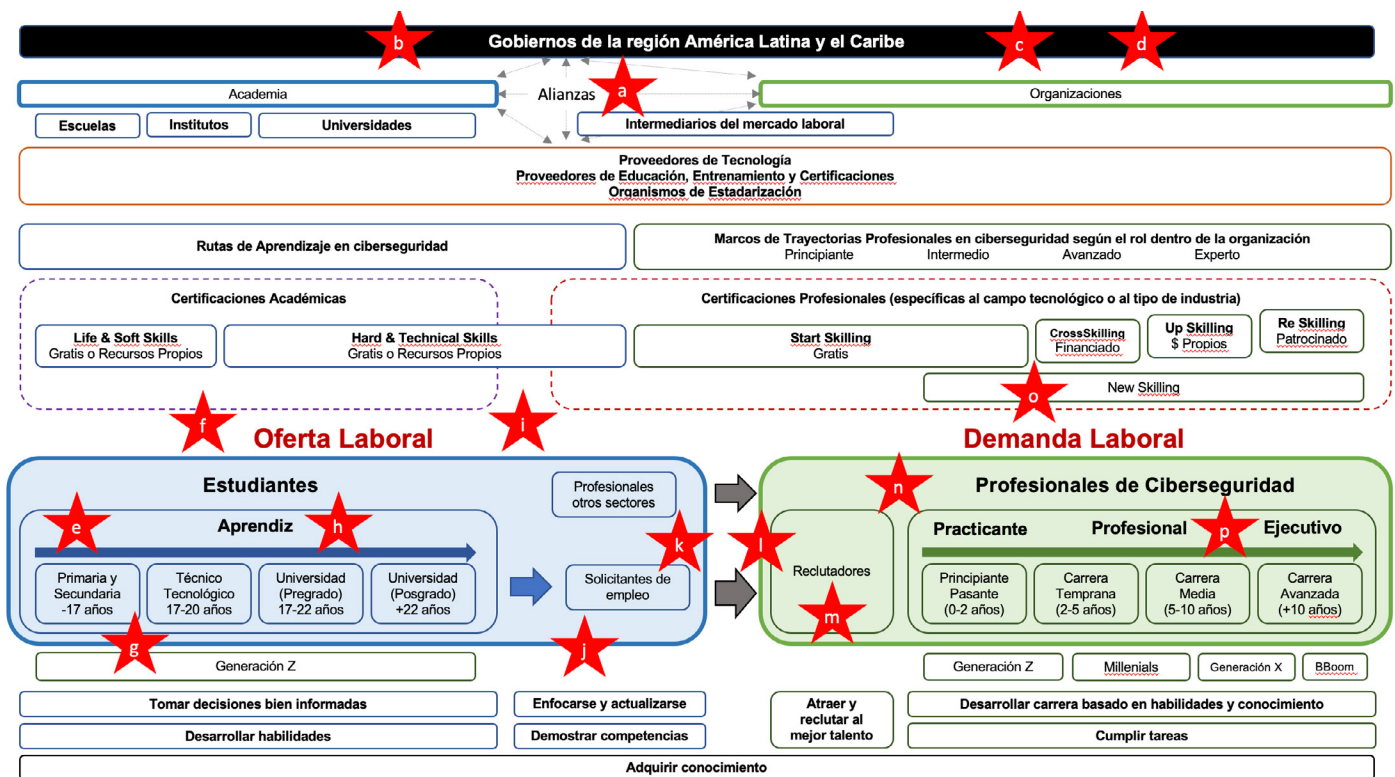 Gobiernos de la región América Latina y el Caribe
b
c
d
Academia
Alianzas
a
Organizaciones
Escuelas
Institutos
Universidades
Intermediarios del mercado laboral
Proveedores de Tecnología
Proveedores de Educación, Entrenamiento y Certificaciones
Organismos de Estadarización
Rutas de Aprendizaje en ciberseguridad
Marcos de Trayectorias Profesionales en ciberseguridad según el rol dentro de la organización
Principiante
Intermedio
Avanzado
Experto
Certificaciones Académicas
Certificaciones Profesionales (específicas al campo tecnológico o al tipo de industria)
Life & Soft Skills
Gratis o Recursos Propios
Hard & Technical Skills
Gratis o Recursos Propios
Start Skilling
Gratis
CrossSkilling
Financiado
Up Skilling
$ Propios
Re Skilling
Patrocinado
New Skilling
o
f
i
Oferta Laboral
Demanda Laboral
Estudiantes
Profesionales
otros sectores
n
Profesionales de Ciberseguridad
e
Aprendiz
h
k
l
Practicante
Profesional
p
Ejecutivo
Primaria y
Secundaria
-17 años
Técnico
Tecnológico
17-20 años
Universidad
(Pregrado)
17-22 años
Universidad
(Posgrado)
+22 años
Solicitantes de
empleo
Reclutadores
m
Principiante
Pasante
(0-2 años)
Carrera
Temprana
(2-5 años)
Carrera
Media
(5-10 años)
Carrera
Avanzada
(+10 años)
g
j
Generación Z
Generación Z
Millenials
Generación X
BBoom
Tomar decisiones bien informadas
Enfocarse y actualizarse
Atraer y
reclutar al
mejor talento
Desarrollar carrera basado en habilidades y conocimiento
Desarrollar habilidades
Demostrar competencias
Cumplir tareas
Adquirir conocimiento